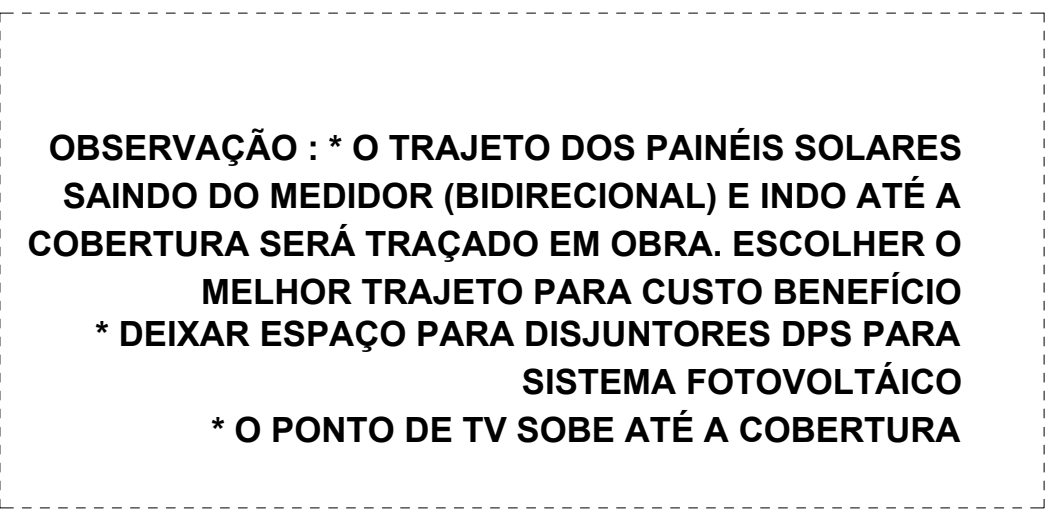 OBSERVAÇÃO : * O TRAJETO DOS PAINÉIS SOLARES
SAINDO DO MEDIDOR (BIDIRECIONAL) E INDO ATÉ A
COBERTURA SERÁ TRAÇADO EM OBRA. ESCOLHER O
MELHOR TRAJETO PARA CUSTO BENEFÍCIO
* DEIXAR ESPAÇO PARA DISJUNTORES DPS PARA
SISTEMA FOTOVOLTÁICO
* O PONTO DE TV SOBE ATÉ A COBERTURA